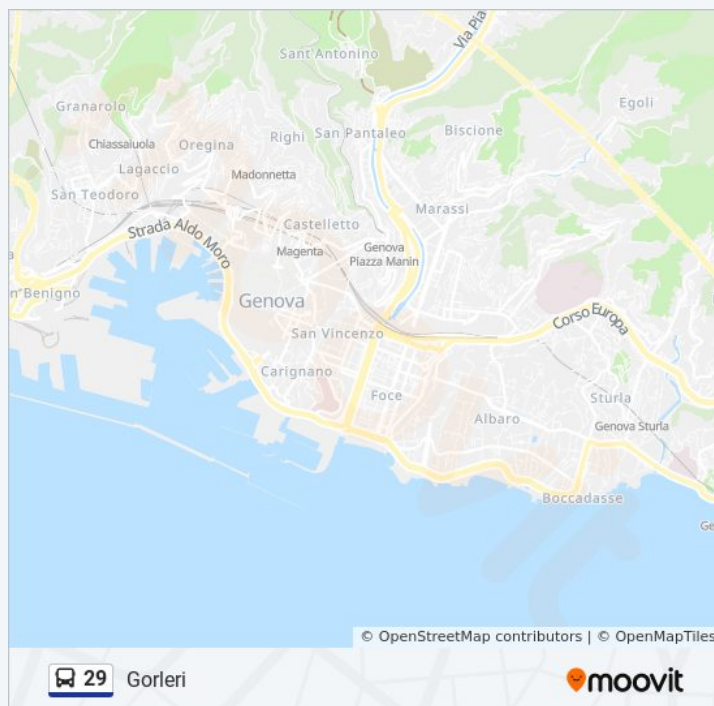 Sant'Antonino
Via Pia
Granarolo
Egoli
Chiassaiuola
Oregina
Righi
San Pantaleo
Biscione
Lagaccio
Madonnetta
San Teodoro
Marassi
Strada Aldo Moro
Castelletto
Magenta
Genova
Piazza Manin
a
n Benigno
Genova
Corso Europa
San Vincenzo
Carignano
Foce
Sturla
Albaro
Genova Sturla
Boccadasse
Ge
© OpenStreetMap contributors | © OpenMapTiles
29 Gorleri
moovit